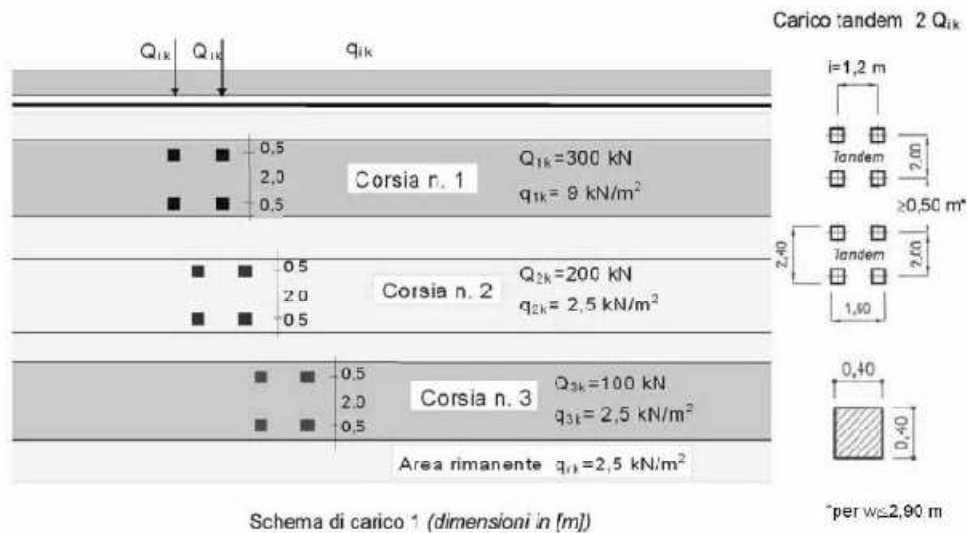 Carico tandem 2 Qik
Qik Qik qik
i=1,2 m
Tandem
2,00
≥0,50 m*
Tandem
2,40
2,00
1,60
0,5
2,0
0,5
Corsia n. 1
Q1k=300 kN
q1k= 9 kN/m²
0.5
2.0
0.5
Corsia n. 2
Q2k=200 kN
q2k= 2,5 kN/m²
0.5
2.0
0,5
Corsia n. 3
Q3k=100 kN
q3k= 2,5 kN/m²
0,40
0,40
Area rimanente qrk=2,5 kN/m²
Schema di carico 1 (dimensioni in [m])
*per w≤2,90 m